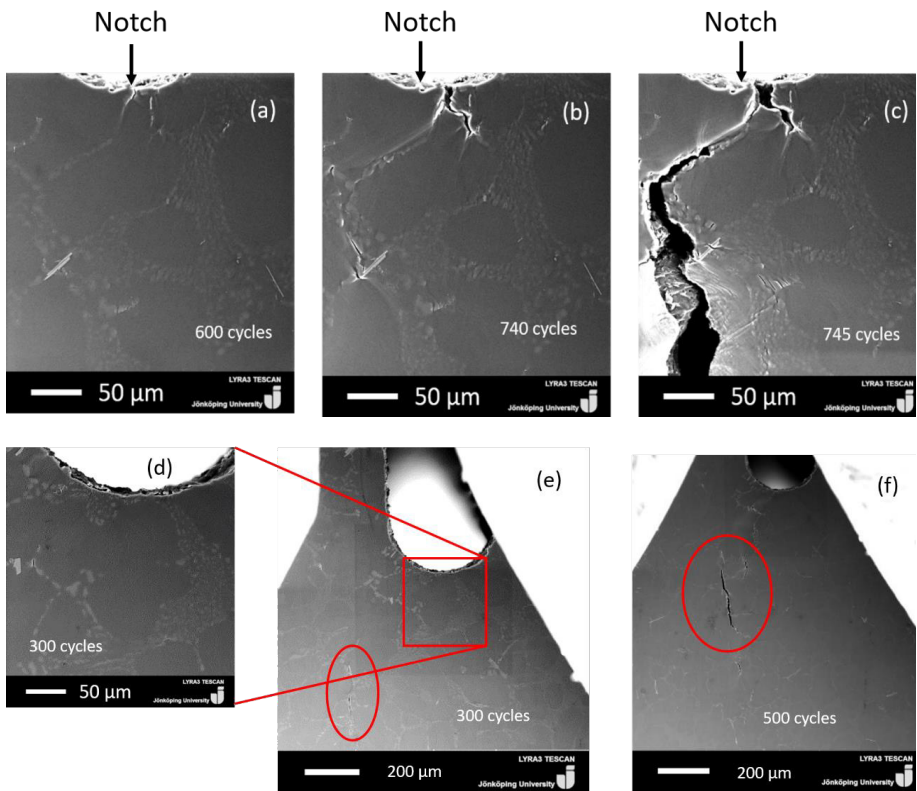 Notch
Notch
Notch
(a)
(b)
(c)
600 cycles
740 cycles
745 cycles
50 µm
LYRA3 TESCAN
Jönköping University
50 µm
LYRA3 TESCAN
Jönköping University
50 µm
LYRA3 TESCAN
Jönköping University
(d)
(e)
(f)
300 cycles
300 cycles
500 cycles
50 µm
LYRA3 TESCAN
Jönköping University
200 µm
LYRA3 TESCAN
Jönköping University
200 µm
LYRA3 TESCAN
Jönköping University